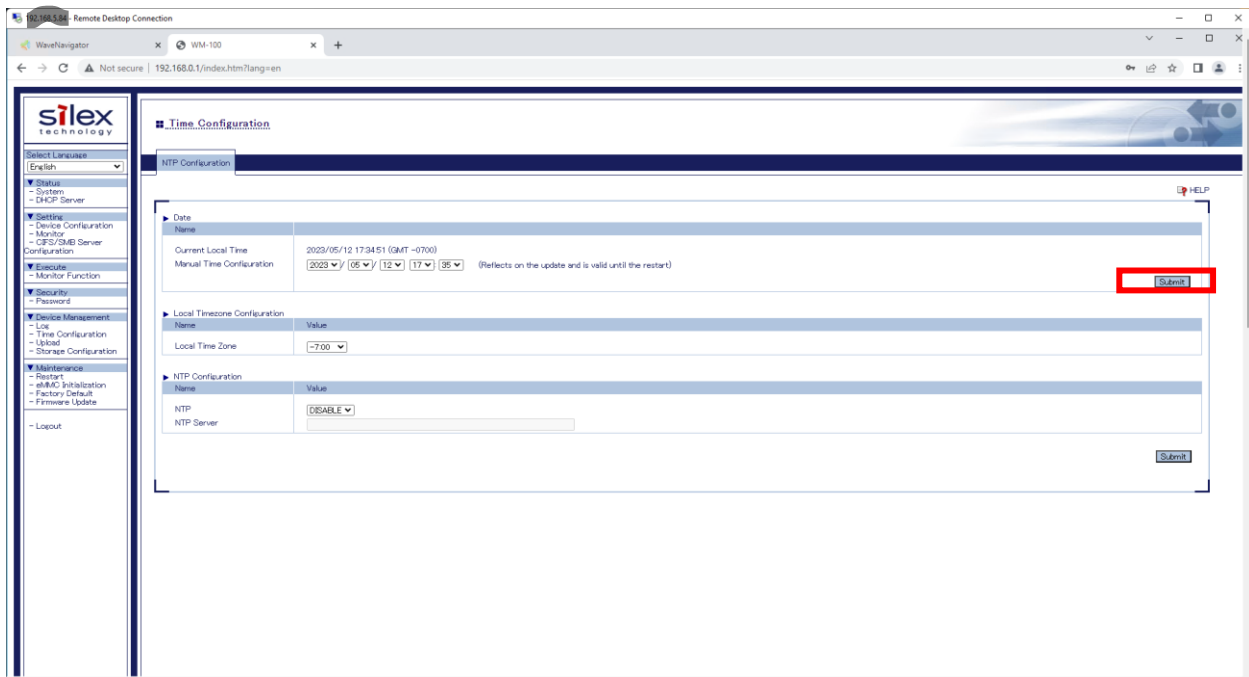 192.168.5.84 - Remote Desktop Connection
WaveNavigator
WM-100
Not secure | 192.168.0.1/index.htm?lang=en
silex
technology
Time Configuration
Select Language
English
NTP Configuration
HELP
▼ Status
- System
- DHCP Server
▼ Setting
- Device Configuration
- Monitor
- CIFS/SMB Server
Configuration
▼ Execute
- Monitor Function
▼ Security
- Password
▼ Device Management
- Log
- Time Configuration
- Upload
- Storage Configuration
▼ Maintenance
- Restart
- eMMC Initialization
- Factory Default
- Firmware Update
- Logout
▶ Date
Name
Current Local Time 2023/05/12 17:34:51 (GMT -0700)
Manual Time Configuration 2023 / 05 / 12 17 : 35 (Reflects on the update and is valid until the restart)
Submit
▶ Local Timezone Configuration
Name Value
Local Time Zone -7:00
▶ NTP Configuration
Name Value
NTP DISABLE
NTP Server
Submit